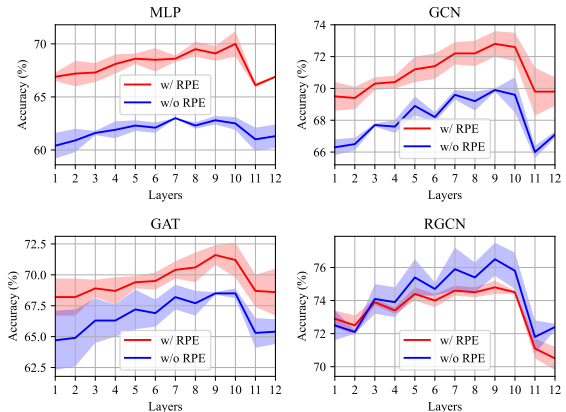 MLP
GCN
Accuracy (%)
70
65
60
w/ RPE
w/o RPE
1 2 3 4 5 6 7 8 9 10 11 12
Layers
Accuracy (%)
74
72
70
68
66
w/ RPE
w/o RPE
1 2 3 4 5 6 7 8 9 10 11 12
Layers
GAT
RGCN
Accuracy (%)
72.5
70.0
67.5
65.0
62.5
w/ RPE
w/o RPE
1 2 3 4 5 6 7 8 9 10 11 12
Layers
Accuracy (%)
76
74
72
70
w/ RPE
w/o RPE
1 2 3 4 5 6 7 8 9 10 11 12
Layers